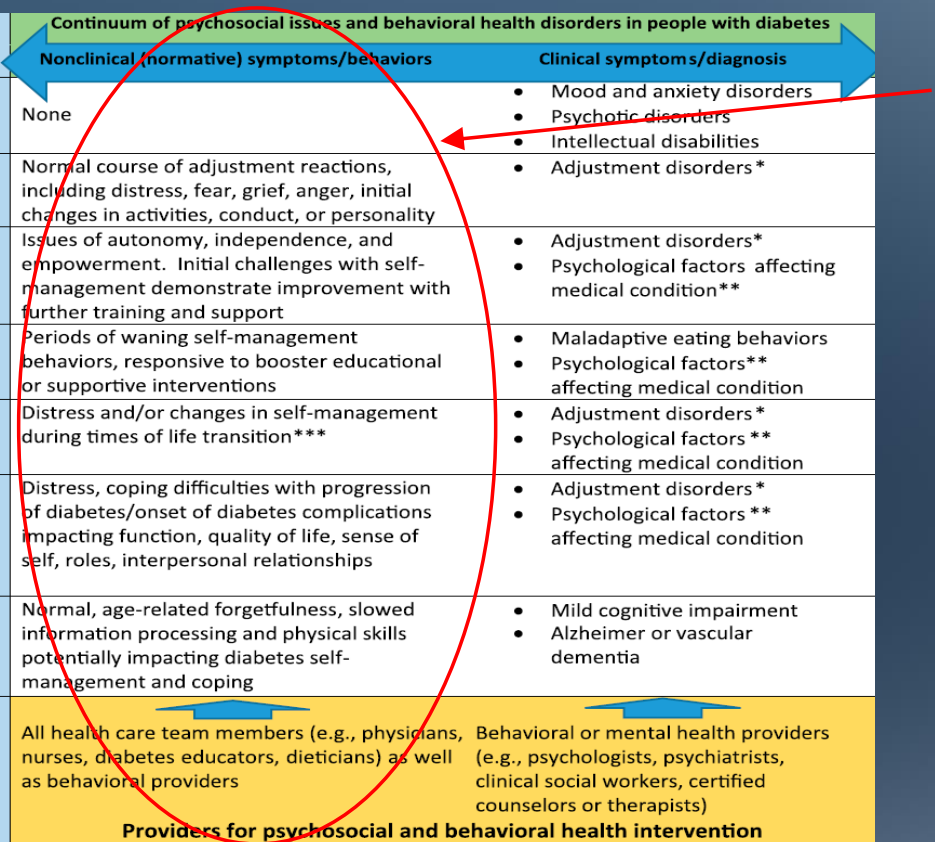 Continuum of psychosocial issues and behavioral health disorders in people with diabetes
Nonclinical (normative) symptoms/behaviors
Clinical symptoms/diagnosis
None
• Mood and anxiety disorders
• Psychotic disorders
• Intellectual disabilities
Normal course of adjustment reactions,
including distress, fear, grief, anger, initial
changes in activities, conduct, or personality
• Adjustment disorders*
Issues of autonomy, independence, and
empowerment. Initial challenges with self-
management demonstrate improvement with
further training and support
• Adjustment disorders*
• Psychological factors affecting
medical condition**
Periods of waning self-management
behaviors, responsive to booster educational
or supportive interventions
• Maladaptive eating behaviors
• Psychological factors**
affecting medical condition
Distress and/or changes in self-management
during times of life transition***
• Adjustment disorders*
• Psychological factors **
affecting medical condition
Distress, coping difficulties with progression
of diabetes/onset of diabetes complications
impacting function, quality of life, sense of
self, roles, interpersonal relationships
• Adjustment disorders*
• Psychological factors **
affecting medical condition
Normal, age-related forgetfulness, slowed
information processing and physical skills
potentially impacting diabetes self-
management and coping
• Mild cognitive impairment
• Alzheimer or vascular
dementia
All health care team members (e.g., physicians,
nurses, diabetes educators, dieticians) as well
as behavioral providers
Behavioral or mental health providers
(e.g., psychologists, psychiatrists,
clinical social workers, certified
counselors or therapists)
Providers for psychosocial and behavioral health intervention